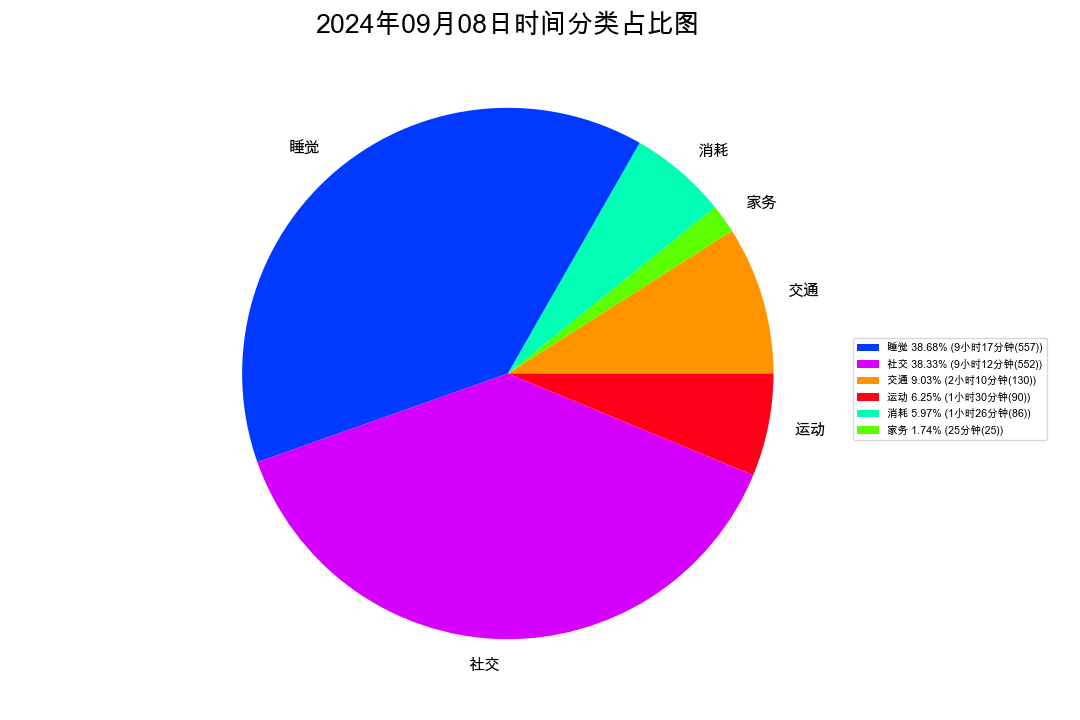 2024年09月08日时间分类占比图
睡觉
消耗
家务
交通
运动
社交
睡觉 38.68% (9小时17分钟(557))
社交 38.33% (9小时12分钟(552))
交通 9.03% (2小时10分钟(130))
运动 6.25% (1小时30分钟(90))
消耗 5.97% (1小时26分钟(86))
家务 1.74% (25分钟(25))